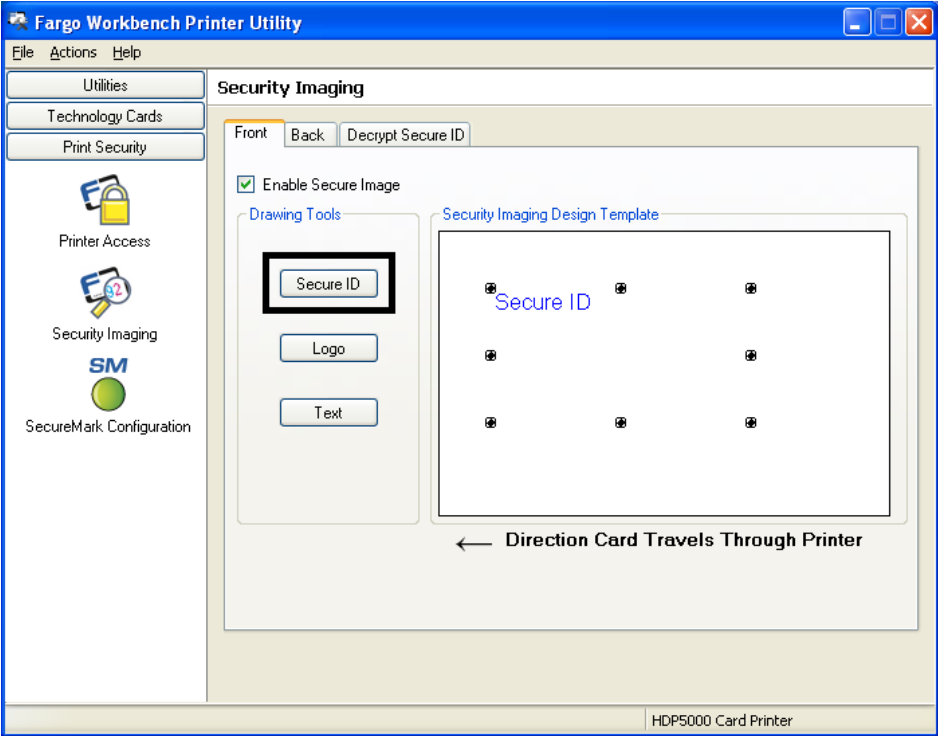 Fargo Workbench Printer Utility
File Actions Help
Utilities
Technology Cards
Print Security
Printer Access
Security Imaging
SM
SecureMark Configuration
Security Imaging
Front Back Decrypt Secure ID
Enable Secure Image
Drawing Tools
Secure ID
Logo
Text
Security Imaging Design Template
Secure ID
← Direction Card Travels Through Printer
HDP5000 Card Printer